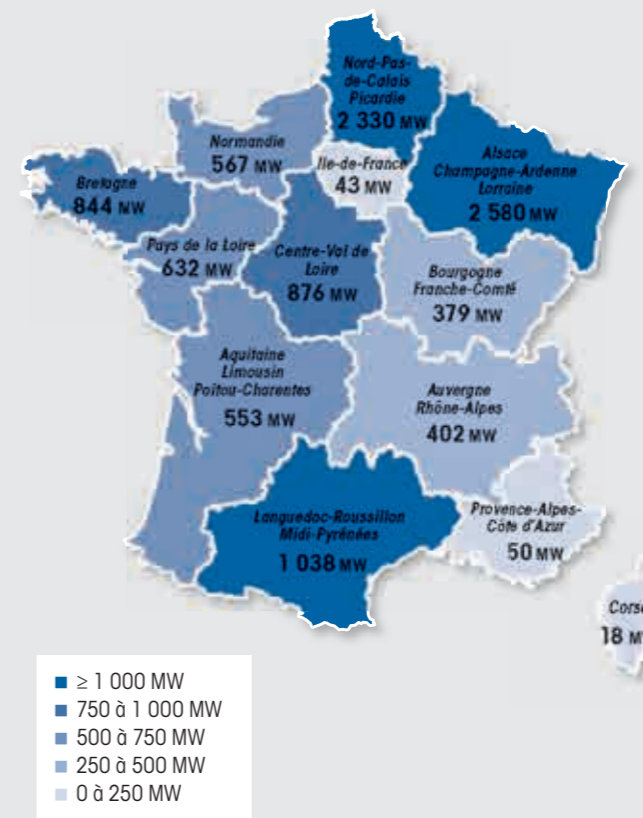 Nord-Pas-
de-Calais
Picardie
2 330 MW
Normandie
567 MW
Ile-de-France
43 MW
Alsace
Champagne-Ardenne
Lorraine
2 580 MW
Bretagne
844 MW
Pays de la Loire
632 MW
Centre-Val de
Loire
876 MW
Bourgogne
Franche-Comté
379 MW
Aquitaine
Limousin
Poitou-Charentes
553 MW
Auvergne
Rhône-Alpes
402 MW
Languedoc-Roussillon
Midi-Pyrénées
1 038 MW
Provence-Alpes-
Côte d'Azur
50 MW
Corse
18 M
≥ 1 000 MW
750 à 1 000 MW
500 à 750 MW
250 à 500 MW
0 à 250 MW